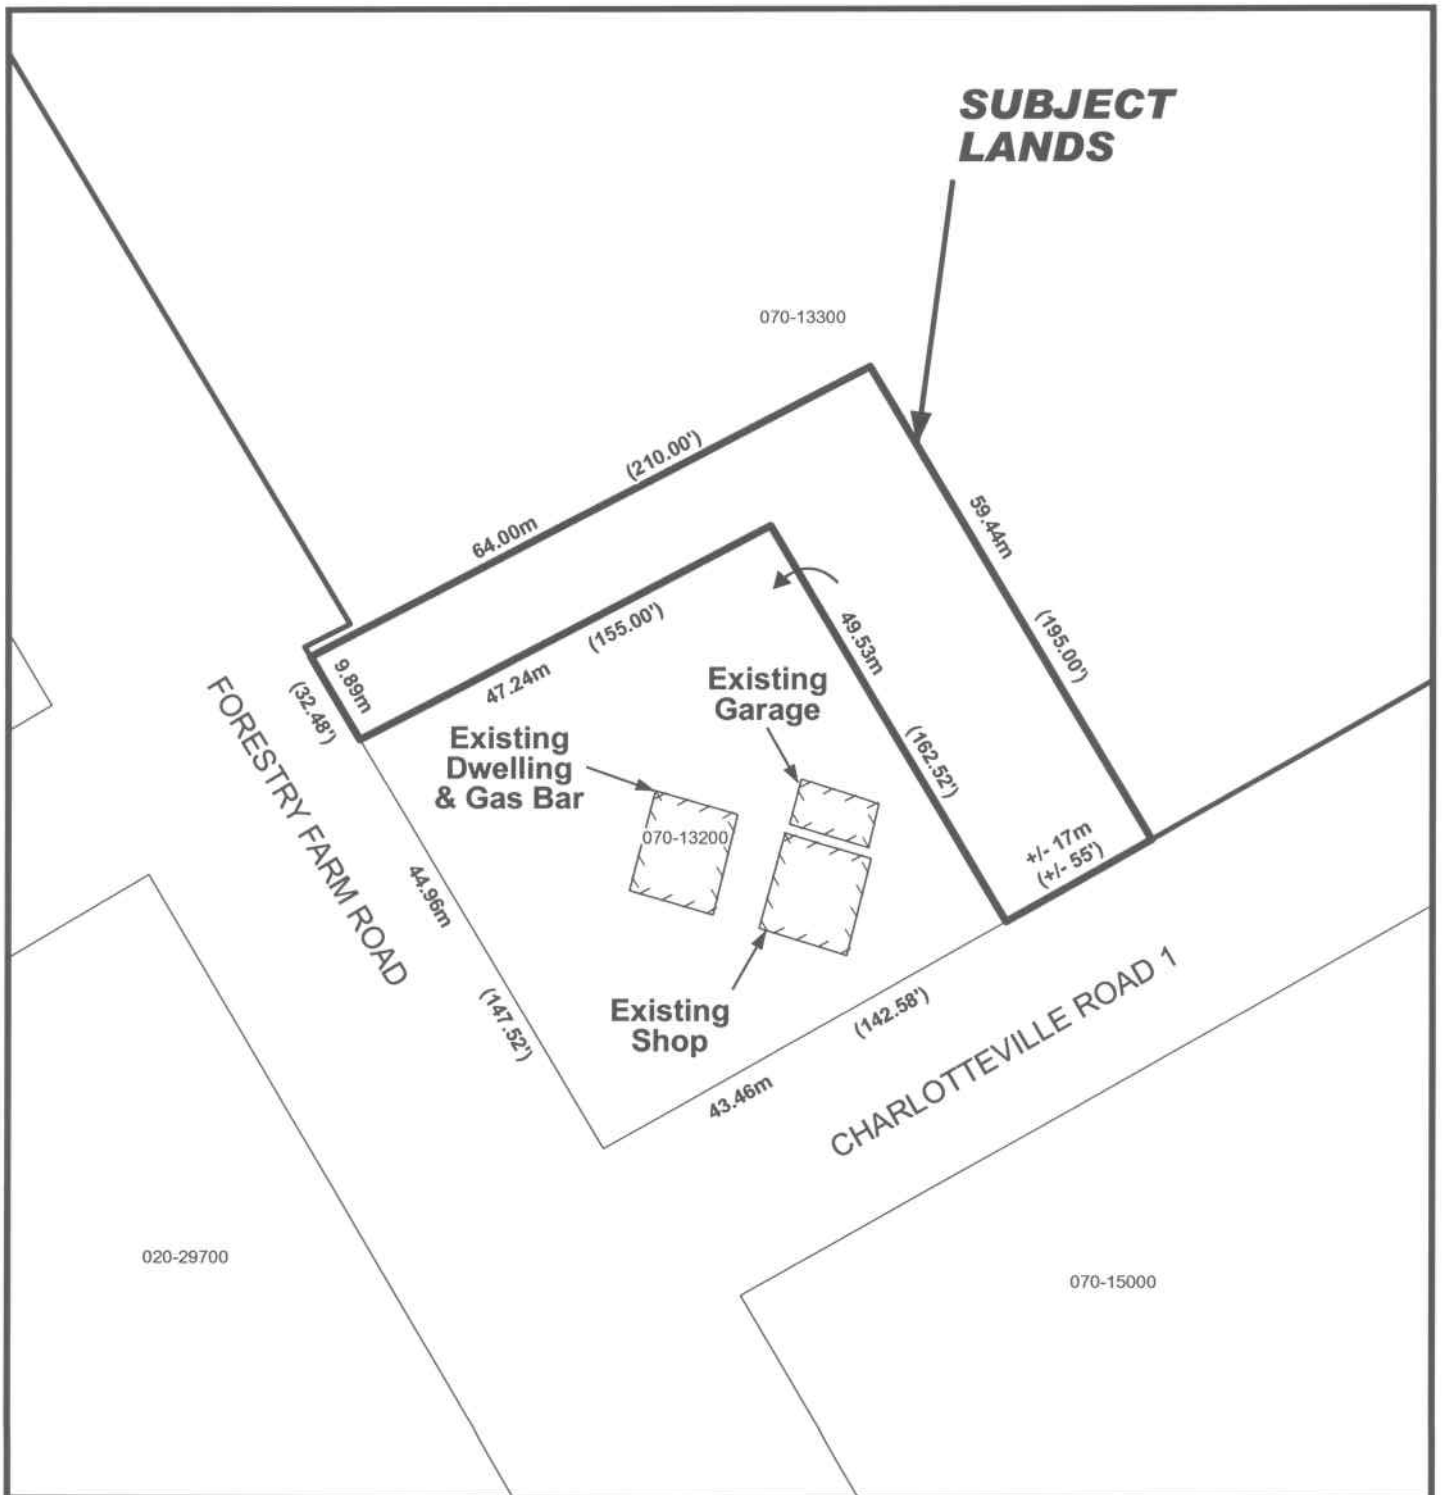 SUBJECT
LANDS
070-13300
(210.00')
64.00m
59.44m
(195.00')
(155.00')
47.24m
49.53m
(162.52')
9.89m
(32.48')
Existing
Garage
Existing
Dwelling
& Gas Bar
070-13200
+/- 17m
(+/- 55')
FORESTRY FARM ROAD
44.96m
(147.52')
Existing
Shop
(142.58')
43.46m
CHARLOTTEVILLE ROAD 1
020-29700
070-15000